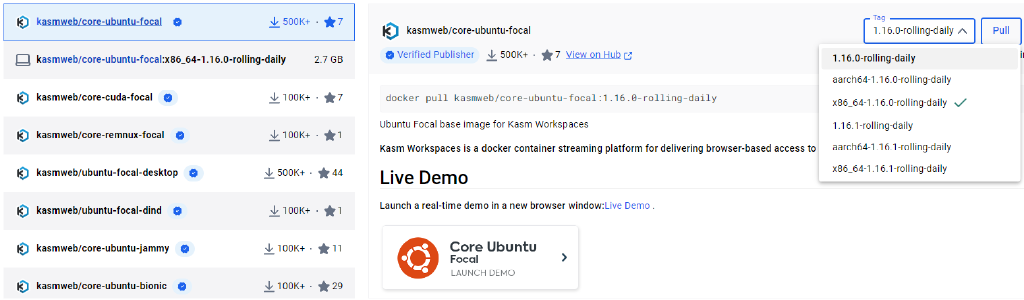 kasmweb/core-ubuntu-focal 500K+ · 7
kasmweb/core-ubuntu-focal:x86_64-1.16.0-rolling-daily 2.7 GB
kasmweb/core-cuda-focal 100K+ · 7
kasmweb/core-remnux-focal 100K+ · 1
kasmweb/ubuntu-focal-desktop 500K+ · 44
kasmweb/ubuntu-focal-dind 100K+ · 1
kasmweb/core-ubuntu-jammy 100K+ · 11
kasmweb/core-ubuntu-bionic 100K+ · 29
kasmweb/core-ubuntu-focal
Verified Publisher 500K+ · 7 View on Hub
Tag
1.16.0-rolling-daily
Pull
1.16.0-rolling-daily
aarch64-1.16.0-rolling-daily
x86_64-1.16.0-rolling-daily
1.16.1-rolling-daily
aarch64-1.16.1-rolling-daily
x86_64-1.16.1-rolling-daily
docker pull kasmweb/core-ubuntu-focal:1.16.0-rolling-daily
Ubuntu Focal base image for Kasm Workspaces
Kasm Workspaces is a docker container streaming platform for delivering browser-based access to
Live Demo
Launch a real-time demo in a new browser window:Live Demo .
Core Ubuntu
Focal
LAUNCH DEMO